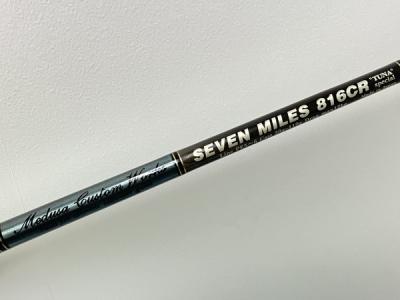 Medusa Custom Works
SEVEN MILES 816CR "TUNA" special